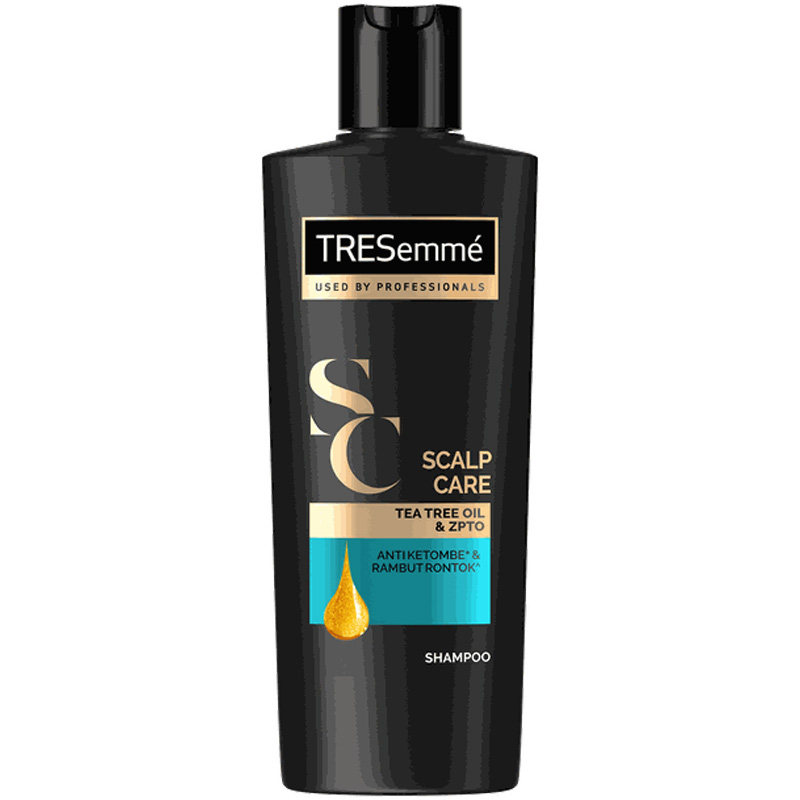 TRESemmé
USED BY PROFESSIONALS
SC
SCALP
CARE
TEA TREE OIL
& ZPTO
ANTI KETOMBE* &
RAMBUT RONTOK^
SHAMPOO